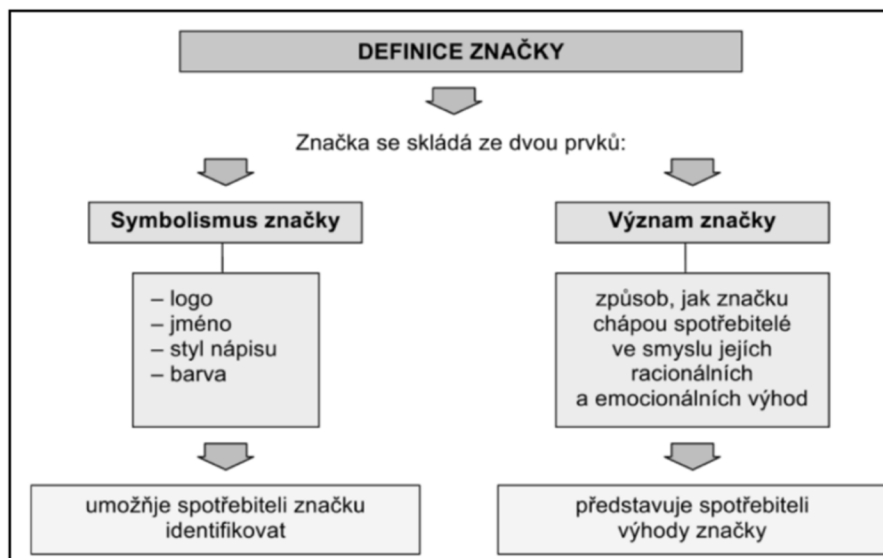 DEFINICE ZNAČKY
Značka se skládá ze dvou prvků:
Symbolismus značky
– logo
– jméno
– styl nápisu
– barva
umožňje spotřebiteli značku
identifikovat
Význam značky
způsob, jak značku
chápou spotřebitelé
ve smyslu jejích
racionálních
a emocionálních výhod
představuje spotřebiteli
výhody značky